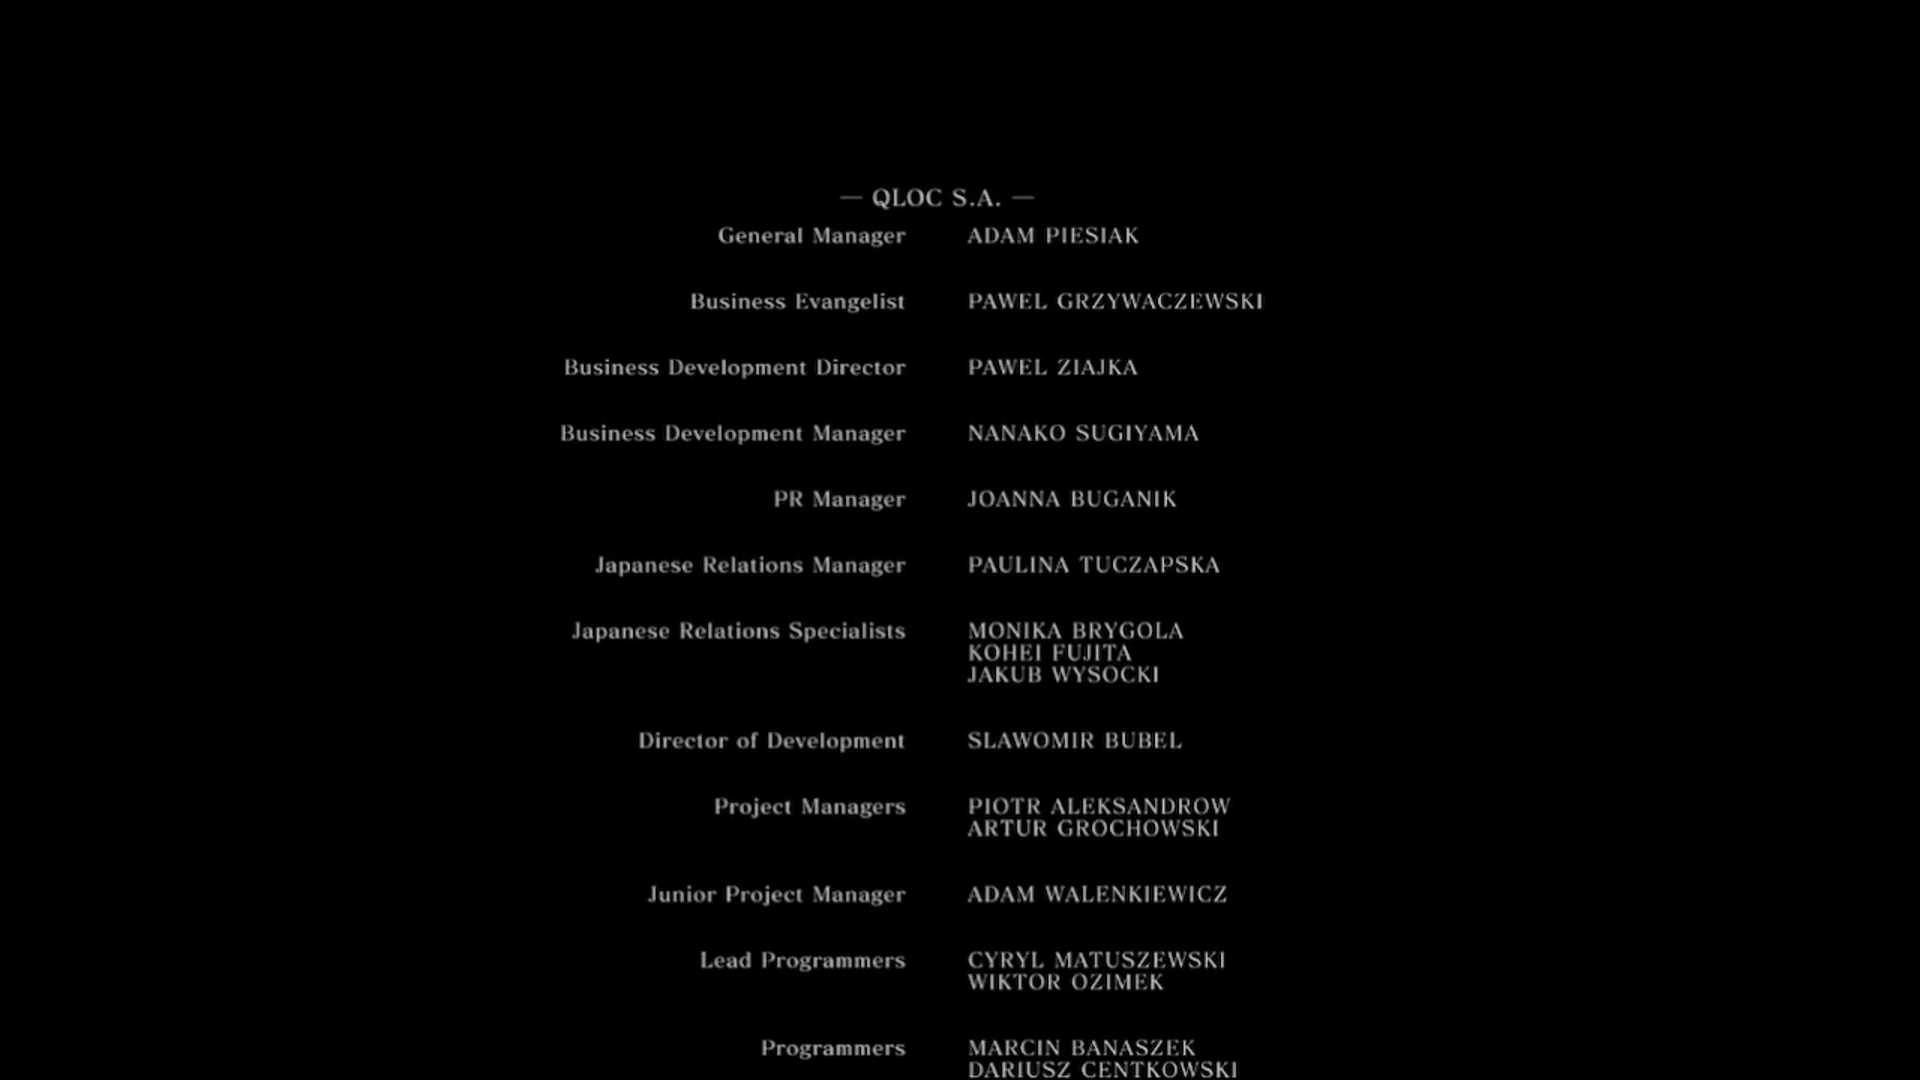 — QLOC S.A. —
General Manager ADAM PIESIAK
Business Evangelist PAWEL GRZYWACZEWSKI
Business Development Director PAWEL ZIAJKA
Business Development Manager NANAKO SUGIYAMA
PR Manager JOANNA BUGANIK
Japanese Relations Manager PAULINA TUCZAPSKA
Japanese Relations Specialists MONIKA BRYGOLA
KOHEI FUJITA
JAKUB WYSOCKI
Director of Development SLAWOMIR BUBEL
Project Managers PIOTR ALEKSANDROW
ARTUR GROCHOWSKI
Junior Project Manager ADAM WALENKIEWICZ
Lead Programmers CYRYL MATUSZEWSKI
WIKTOR OZIMEK
Programmers MARCIN BANASZEK
DARIUSZ CENTKOWSKI